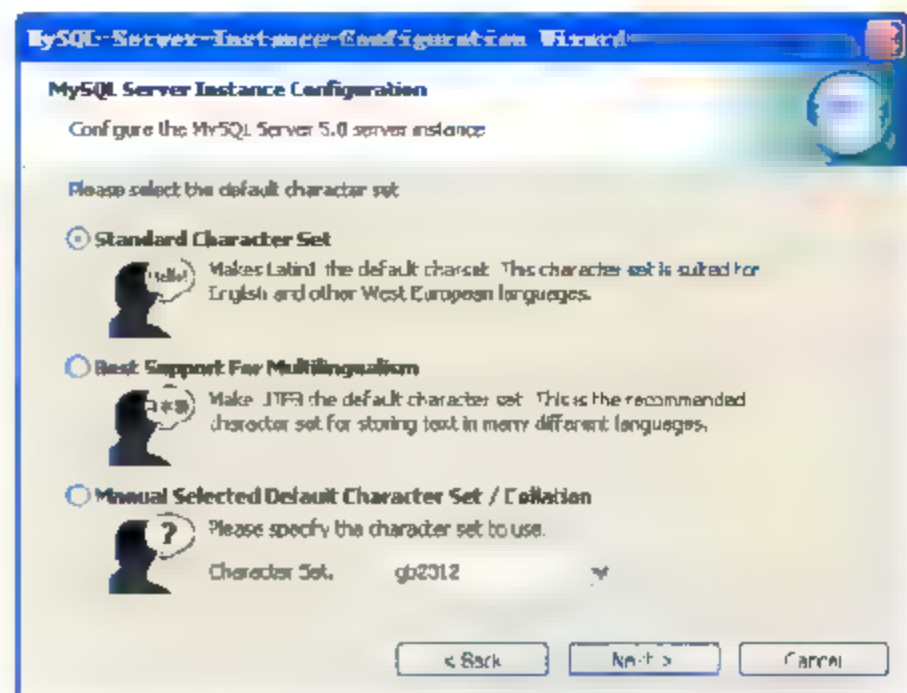 MySQL Server Instance Configuration Wizard
MySQL Server Instance Configuration
Configure the MySQL Server 5.0 server instance
Please select the default character set
Standard Character Set
Hello!
Makes Latin1 the default charset. This character set is suited for
English and other West European languages.
Best Support For Multilingualism
Make UTF8 the default character set. This is the recommended
character set for storing text in many different languages.
Manual Selected Default Character Set / Collation
?
Please specify the character set to use.
Character Set:
gb2312
< Back
Next >
Cancel